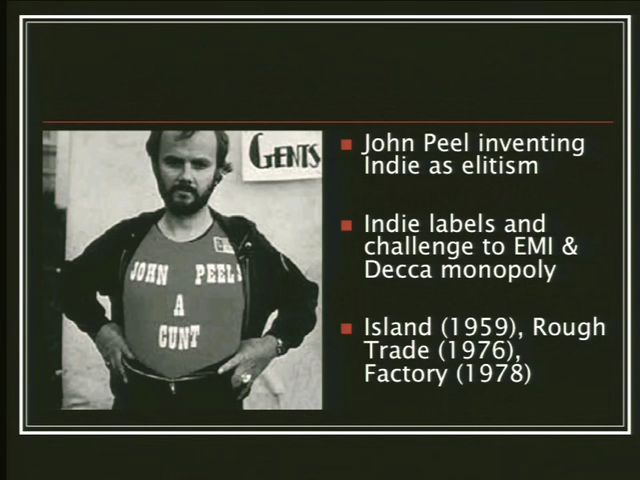 GENTS
JOHN PEELS
A
CUNT
John Peel inventing
Indie as elitism
Indie labels and
challenge to EMI &
Decca monopoly
Island (1959), Rough
Trade (1976),
Factory (1978)